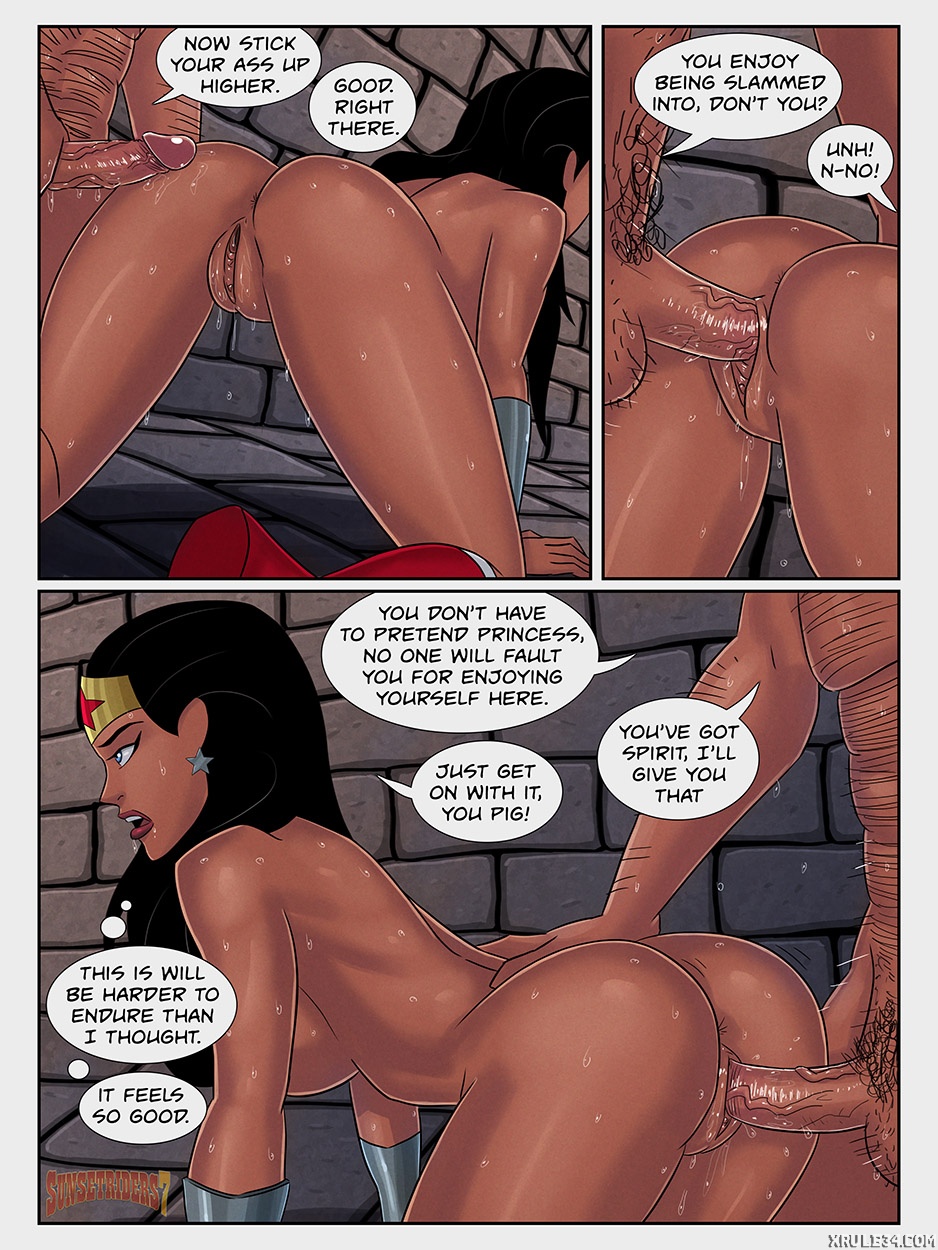 NOW STICK
YOUR ASS UP
HIGHER.
GOOD.
RIGHT
THERE.
YOU ENJOY
BEING SLAMMED
INTO, DON'T YOU?
UNH!
N-NO!
YOU DON'T HAVE
TO PRETEND PRINCESS,
NO ONE WILL FAULT
YOU FOR ENJOYING
YOURSELF HERE.
YOU'VE GOT
SPIRIT, I'LL
GIVE YOU
THAT
JUST GET
ON WITH IT,
YOU PIG!
THIS IS WILL
BE HARDER TO
ENDURE THAN
I THOUGHT.
IT FEELS
SO GOOD.
SUNSETRIDERS7
XRULE34.COM